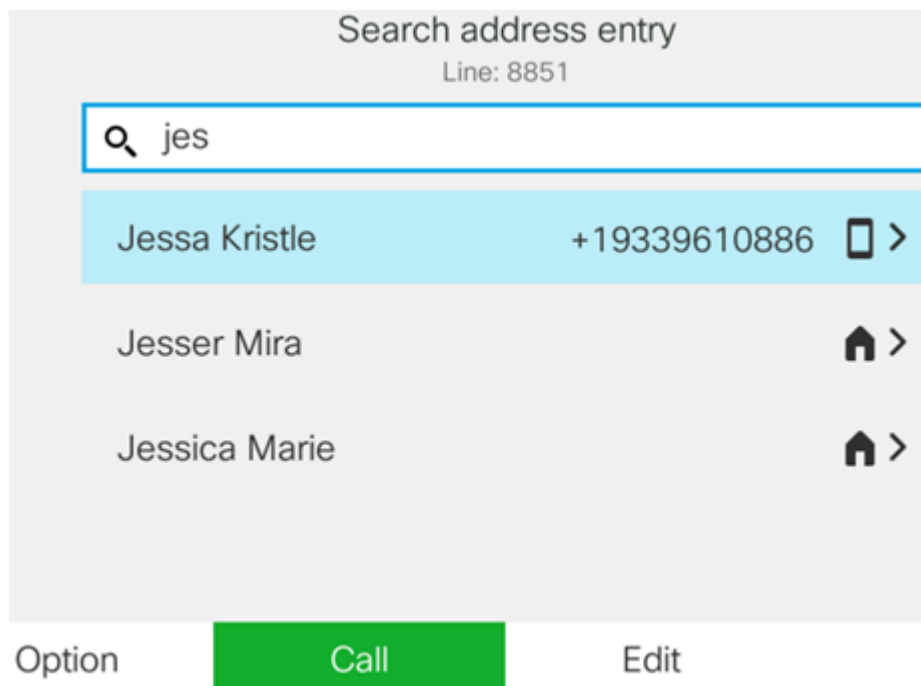 Search address entry
Line: 8851
jes
Jessa Kristle +19339610886
Jesser Mira
Jessica Marie
Option Call Edit